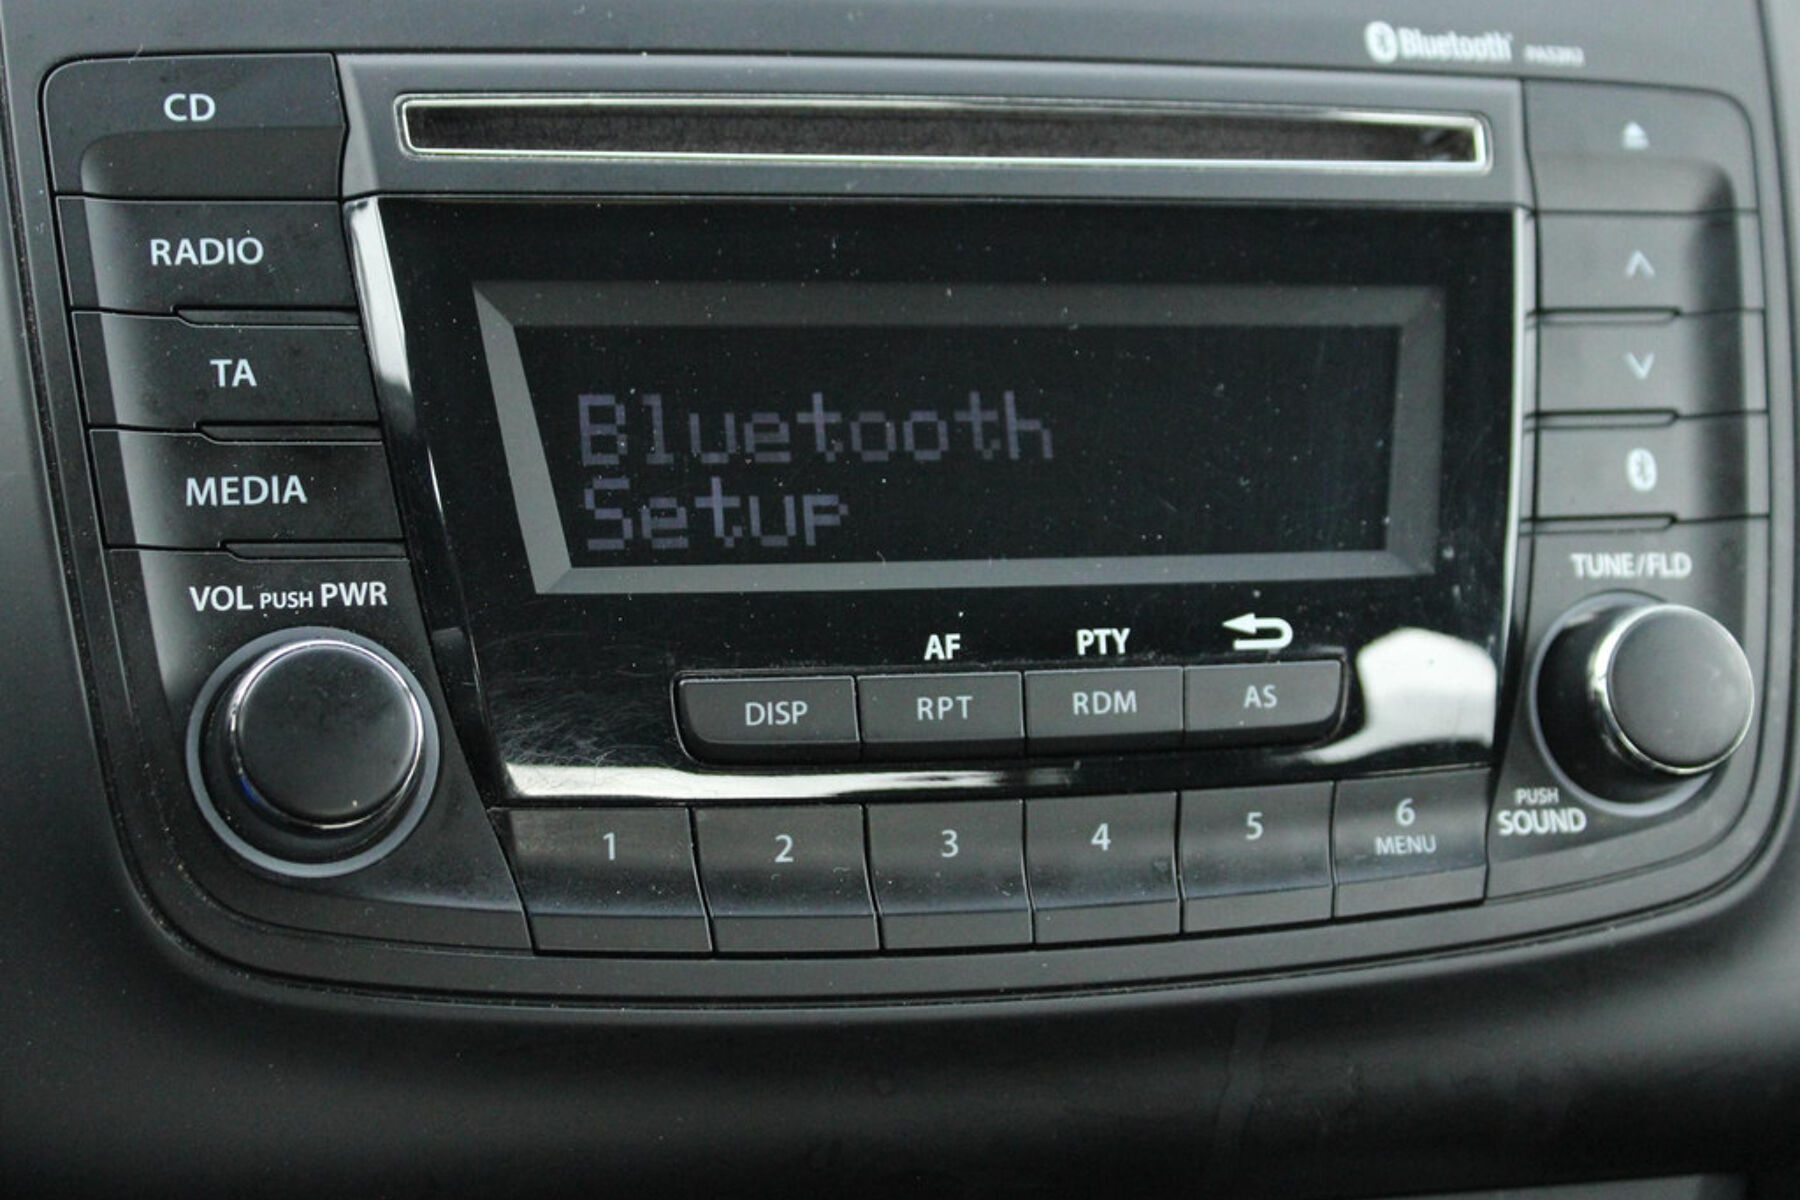 Bluetooth
CD
RADIO
TA
MEDIA
VOL PUSH PWR
Bluetooth
Setup
AF PTY
DISP RPT RDM AS
TUNE/FLD
PUSH
SOUND
1 2 3 4 5 6
MENU